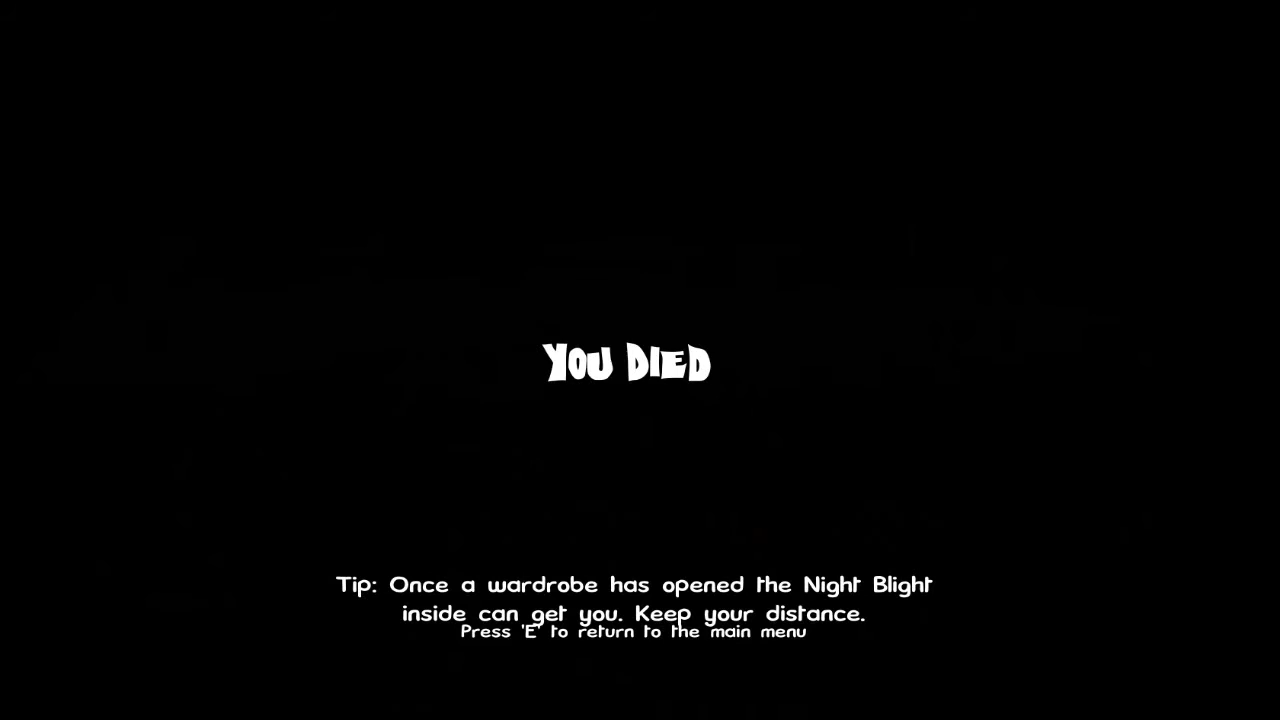 YOU DIED
Tip: Once a wardrobe has opened the Night Blight
inside can get you. Keep your distance.
Press 'E' to return to the main menu